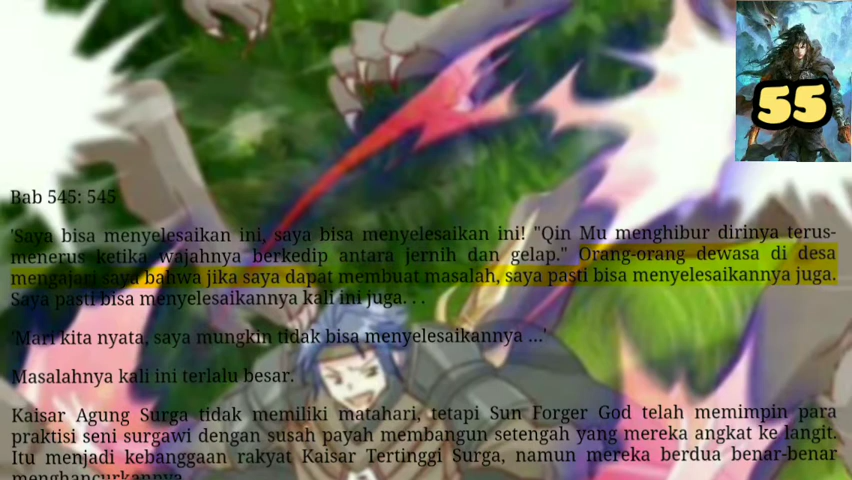 55
Bab 545: 545
'Saya bisa menyelesaikan ini, saya bisa menyelesaikan ini! "Qin Mu menghibur dirinya terus-
menerus ketika wajahnya berkedip antara jernih dan gelap." Orang-orang dewasa di desa
mengajari saya bahwa jika saya dapat membuat masalah, saya pasti bisa menyelesaikannya juga.
Saya pasti bisa menyelesaikannya kali ini juga. . .
'Mari kita nyata, saya mungkin tidak bisa menyelesaikannya ...'
Masalahnya kali ini terlalu besar.
Kaisar Agung Surga tidak memiliki matahari, tetapi Sun Forger God telah memimpin para
praktisi seni surgawi dengan susah payah membangun setengah yang mereka angkat ke langit.
Itu menjadi kebanggaan rakyat Kaisar Tertinggi Surga, namun mereka berdua benar-benar
menghancurkannya